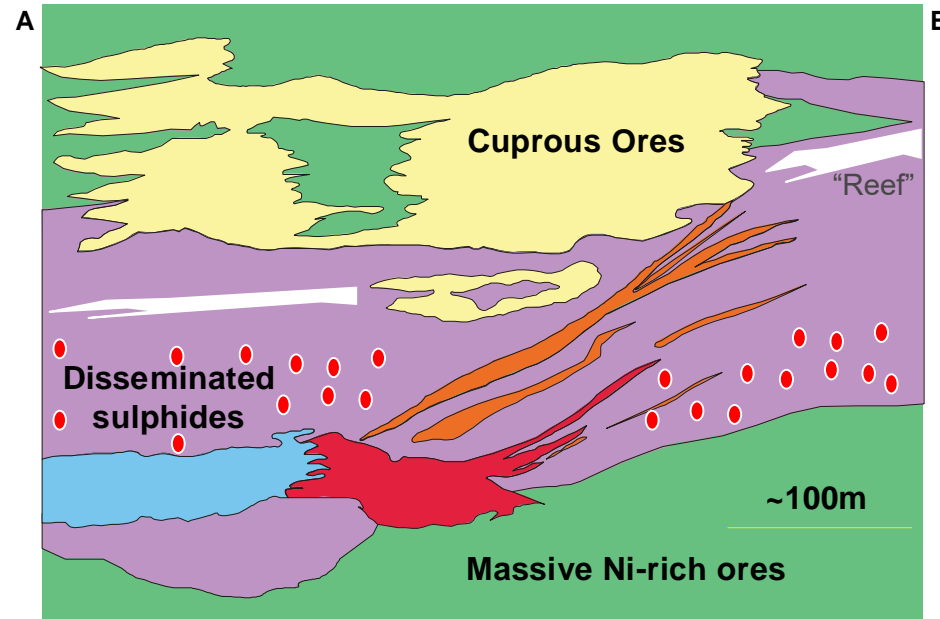 A
Cuprous Ores
“Reef”
Disseminated
sulphides
~100m
Massive Ni-rich ores